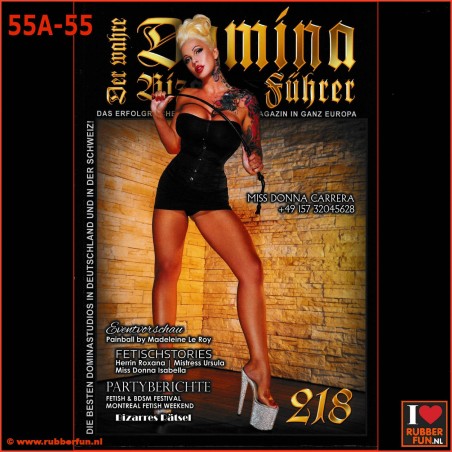 55A-55
Der wahre
Domina
Führer
DAS ERFOLGR
AGAZIN IN GANZ EUROPA
DIE BESTEN DOMINASTUDIOS IN DEUTSCHLAND UND IN DER SCHWEIZ!
MISS DONNA CARRERA
+49 157 32045628
Eventvorschau
Painball by Madeleine Le Roy
FETISCHSTORIES
Herrin Roxana | Mistress Ursula
Miss Donna Isabella
PARTYBERICHTE
FETISH & BDSM FESTIVAL
MONTREAL FETISH WEEKEND
Bizarres Rätsel
218
I
RUBBER
FUN.NL
© www.rubberfun.nl